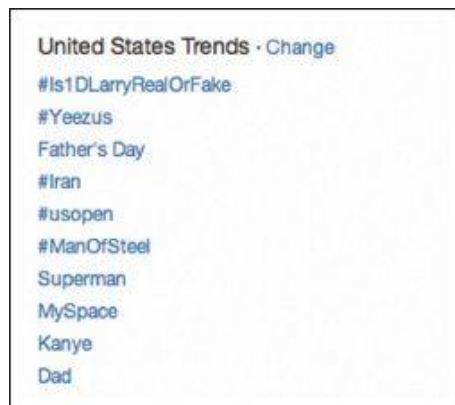 United States Trends · Change
#Is1DLarryRealOrFake
#Yeezus
Father's Day
#Iran
#usopen
#ManOfSteel
Superman
MySpace
Kanye
Dad